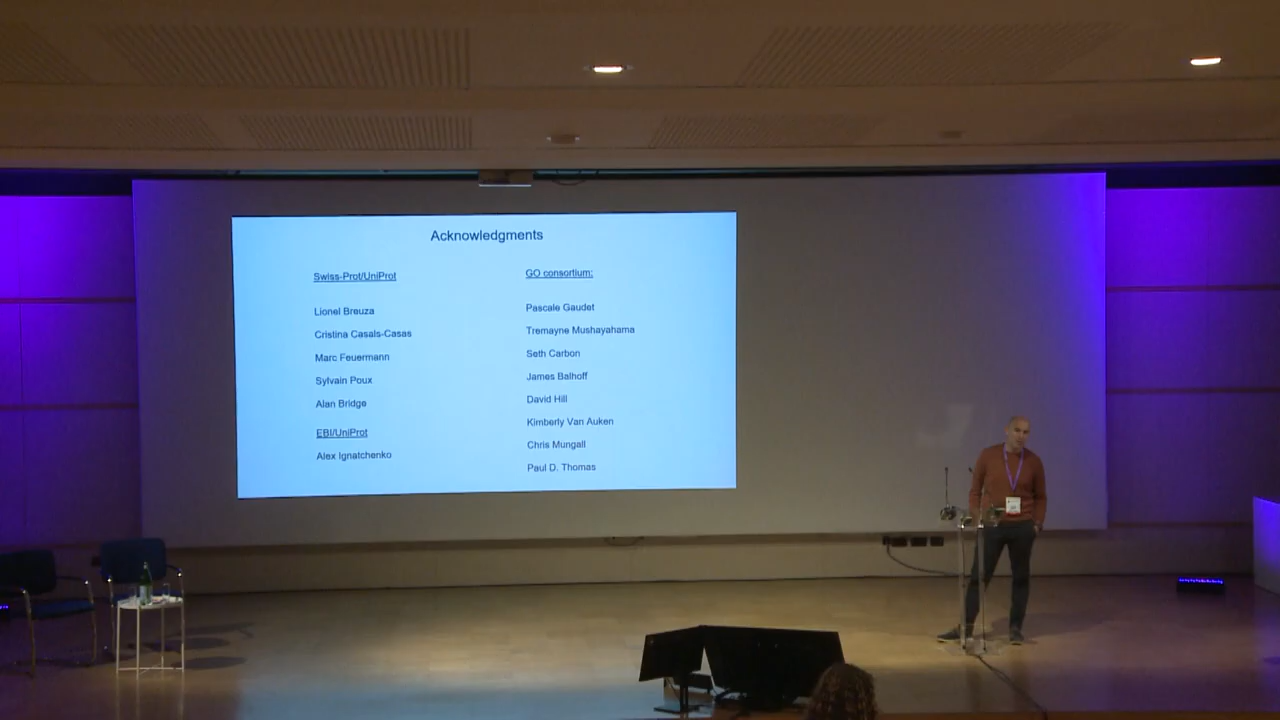 Acknowledgments
Swiss-Prot/UniProt
Lionel Breuza
Cristina Casals-Casas
Marc Feuermann
Sylvain Poux
Alan Bridge
EBI/UniProt
Alex Ignatchenko
GO consortium:
Pascale Gaudet
Tremayne Mushayahama
Seth Carbon
James Balhoff
David Hill
Kimberly Van Auken
Chris Mungall
Paul D. Thomas